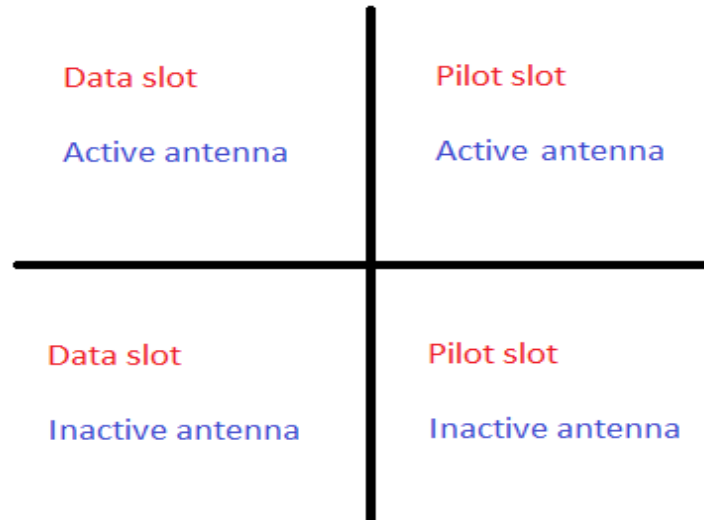 Data slot
Active antenna
Pilot slot
Active antenna
Data slot
Inactive antenna
Pilot slot
Inactive antenna